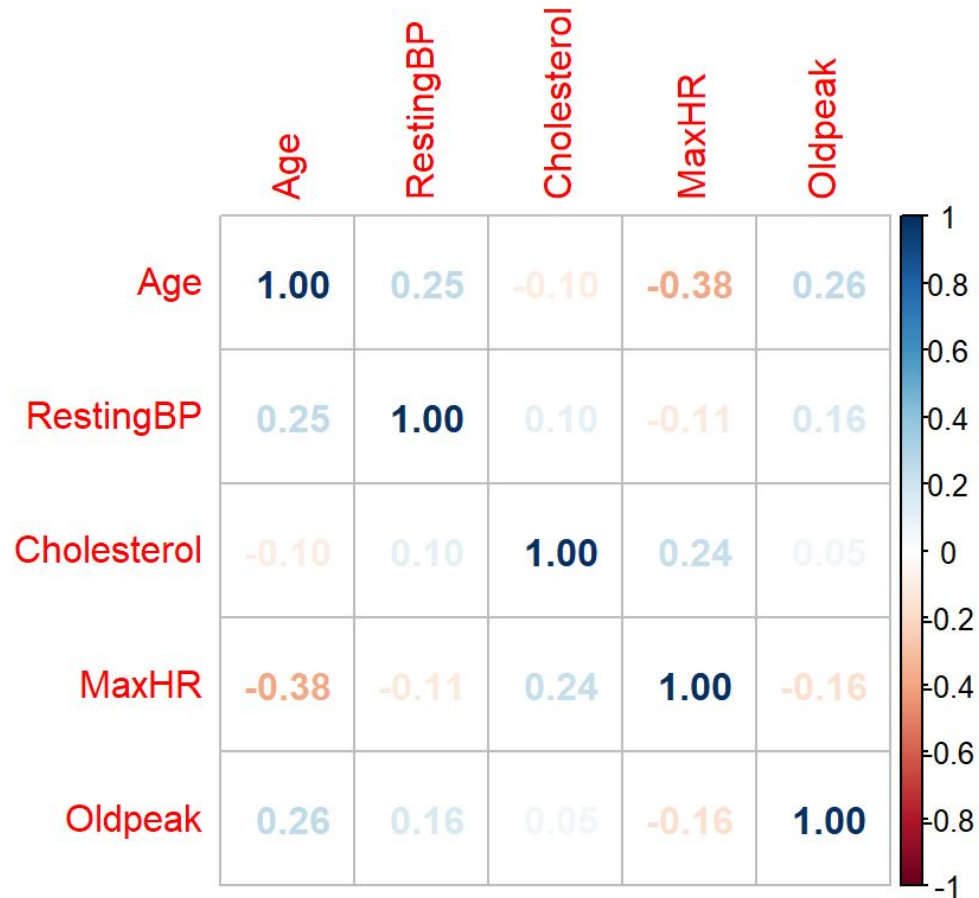 Age RestingBP Cholesterol MaxHR Oldpeak
Age 1.00 0.25 -0.10 -0.38 0.26
RestingBP 0.25 1.00 0.10 -0.11 0.16
Cholesterol -0.10 0.10 1.00 0.24 0.05
MaxHR -0.38 -0.11 0.24 1.00 -0.16
Oldpeak 0.26 0.16 0.05 -0.16 1.00
1
0.8
0.6
0.4
0.2
0
-0.2
-0.4
-0.6
-0.8
-1